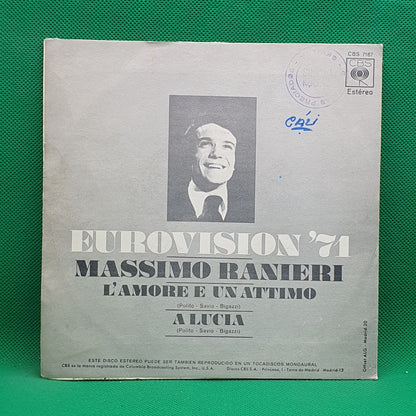 CBS 7167
CBS
Estéreo
CALI
EUROVISION '71
MASSIMO RANIERI
L'AMORE E UN ATTIMO
(Polito - Savio - Bigazzi)
A LUCIA
(Polito - Savio - Bigazzi)
ESTE DISCO ESTEREO PUEDE SER TAMBIEN REPRODUCIDO EN UN TOCADISCOS MONOAURAL
CBS es la marca registrada de Columbia Broadcasting System, Inc., U.S.A. Discos CBS S.A. - Princesa, 1 - Torre de Madrid - Madrid-13